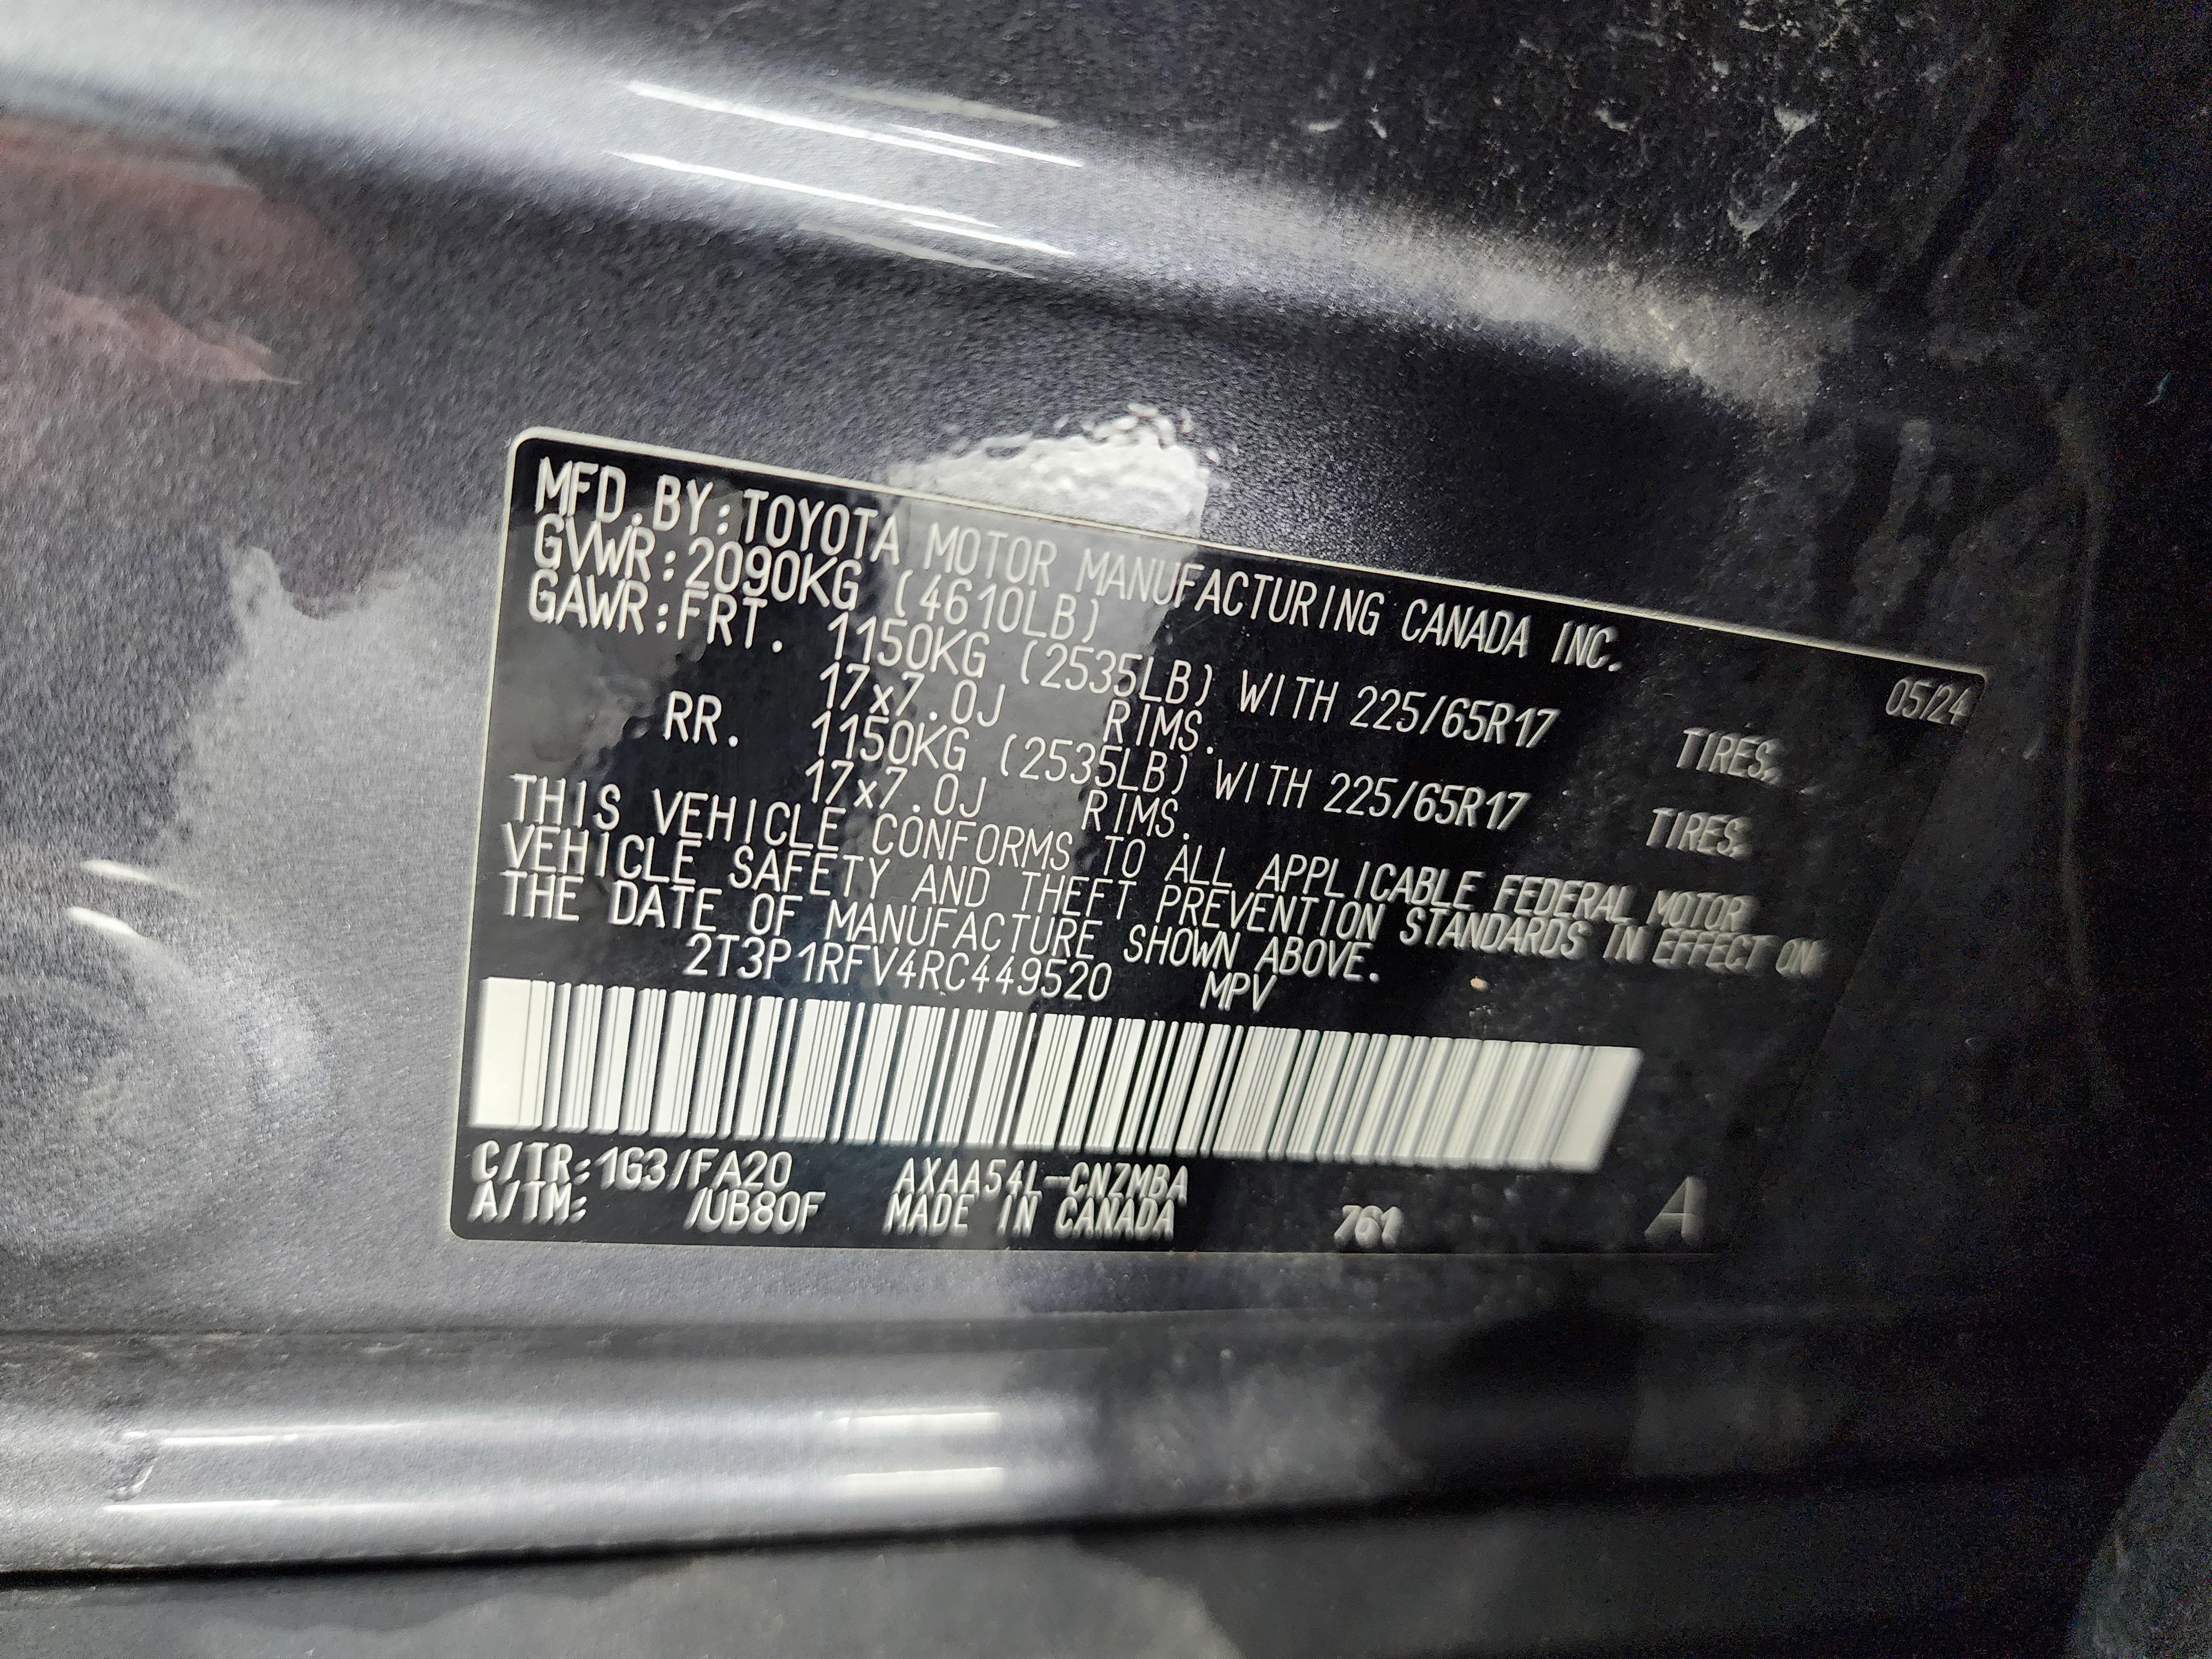 MFD.BY:TOYOTA MOTOR MANUFACTURING CANADA INC. 05/24
GVWR:2090KG (4610LB)
GAWR:FRT. 1150KG (2535LB) WITH 225/65R17 TIRES.
17x7.0J RIMS.
RR. 1150KG (2535LB) WITH 225/65R17 TIRES.
17x7.0J RIMS.
THIS VEHICLE CONFORMS TO ALL APPLICABLE FEDERAL MOTOR
VEHICLE SAFETY AND THEFT PREVENTION STANDARDS IN EFFECT ON
THE DATE OF MANUFACTURE SHOWN ABOVE.
2T3P1RFV4RC449520 MPV
C/TR:1G3/FA20 AXAA54L-CNZMBA
A/TM: /UB80F MADE IN CANADA 761 A